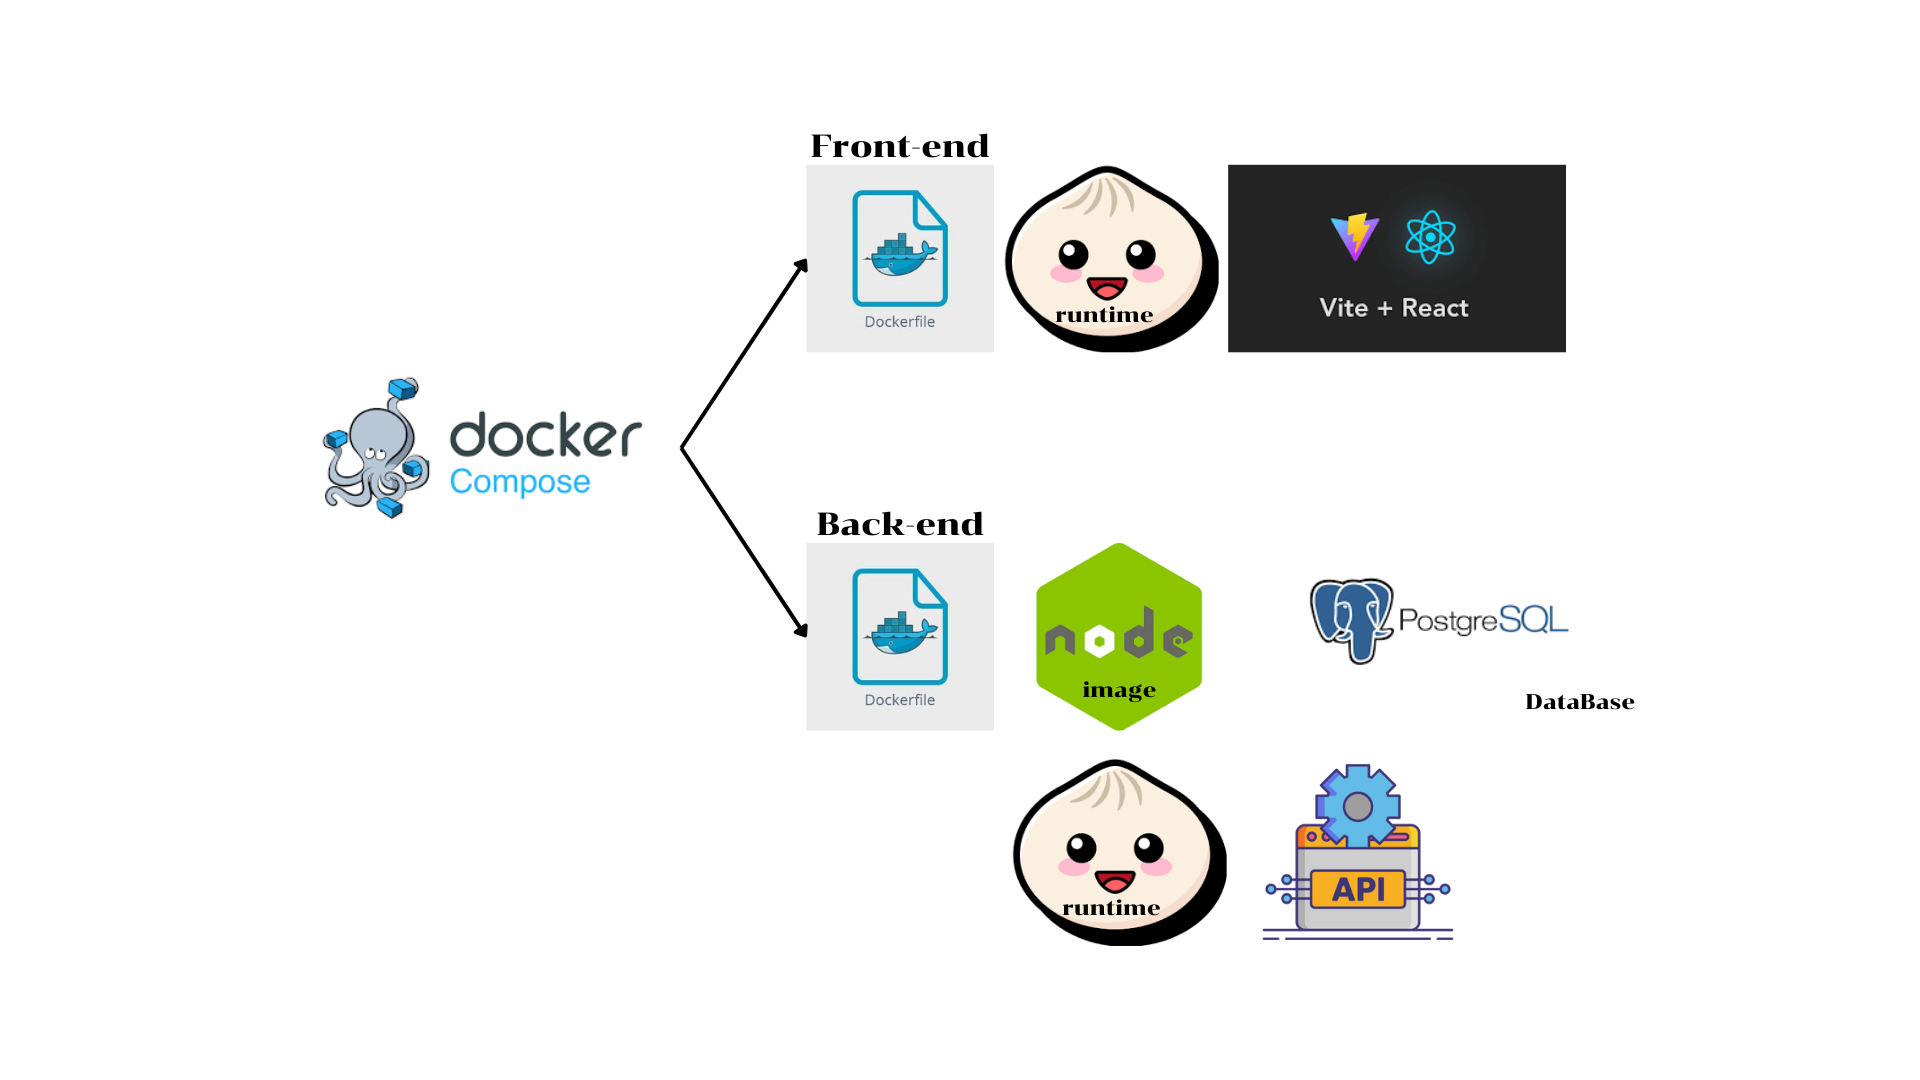 Front-end
Dockerfile
runtime
Vite + React
docker
Compose
Back-end
Dockerfile
node
image
PostgreSQL
DataBase
runtime
API